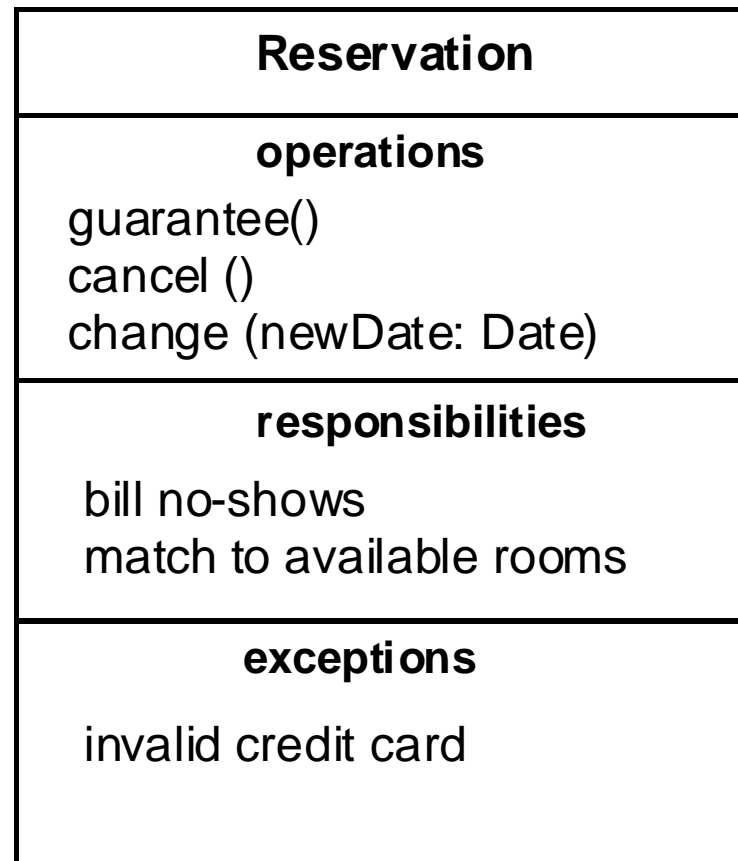 Reservation
operations
guarantee()
cancel ()
change (newDate: Date)
responsibilities
bill no-shows
match to available rooms
exceptions
invalid credit card